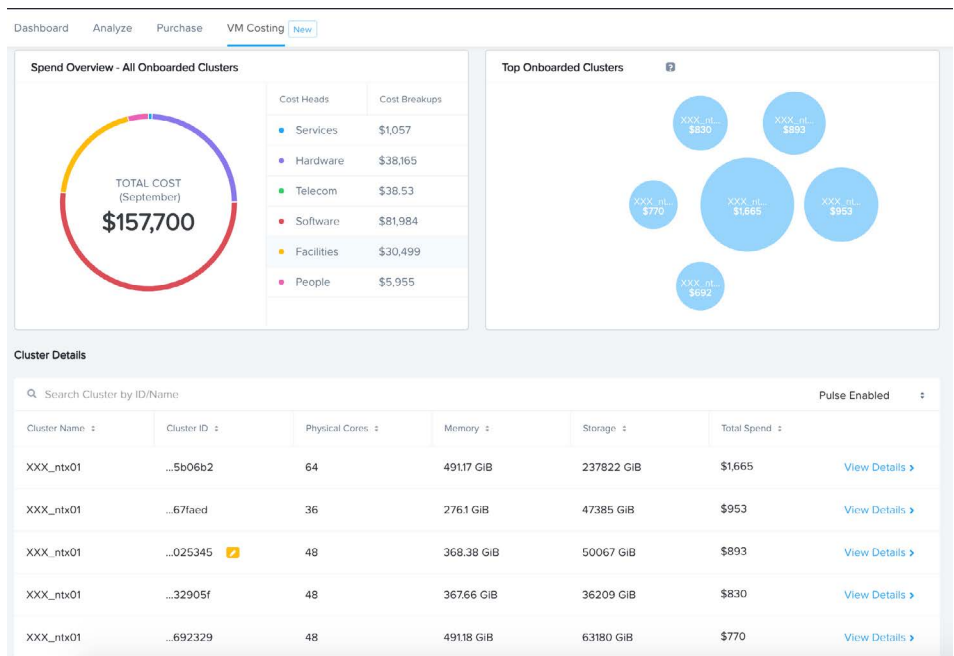 Dashboard Analyze Purchase VM Costing New
Spend Overview - All Onboarded Clusters
TOTAL COST
(September)
$157,700
Cost Heads Cost Breakups
Services $1,057
Hardware $38,165
Telecom $38.53
Software $81,984
Facilities $30,499
People $5,955
Top Onboarded Clusters ?
XXX_nt...
$830
XXX_nt...
$893
XXX_nt...
$770
XXX_nt...
$1,665
XXX_nt...
$953
XXX_nt...
$692
Cluster Details
Search Cluster by ID/Name Pulse Enabled
Cluster Name Cluster ID Physical Cores Memory Storage Total Spend
XXX_ntx01 ...5b06b2 64 491.17 GiB 237822 GiB $1,665 View Details >
XXX_ntx01 ...67faed 36 276.1 GiB 47385 GiB $953 View Details >
XXX_ntx01 ...025345 48 368.38 GiB 50067 GiB $893 View Details >
XXX_ntx01 ...32905f 48 367.66 GiB 36209 GiB $830 View Details >
XXX_ntx01 ...692329 48 491.18 GiB 63180 GiB $770 View Details >